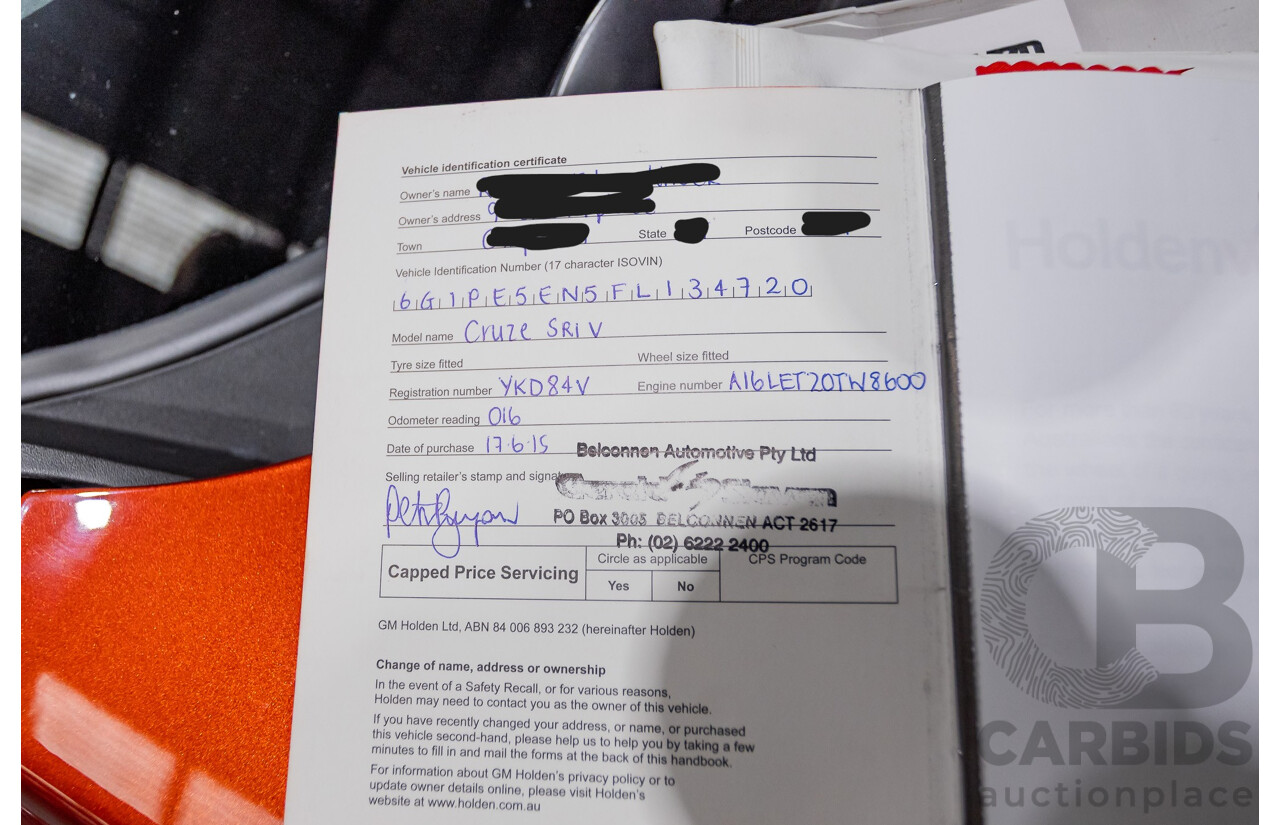 Vehicle identification certificate
Owner's name
Owner's address
Town State Postcode
Vehicle Identification Number (17 character ISOVIN)
6G1PE5EN5FL134720
Model name Cruze SRi V
Tyre size fitted Wheel size fitted
Registration number YKD84V Engine number A16LET20TW8600
Odometer reading 016
Date of purchase 17.6.15
Belconnen Automotive Pty Ltd
Selling retailer's stamp and
PO Box 3005 BELCONNEN ACT 2617
Ph: (02) 6222 2400
Capped Price Servicing
Circle as applicable
Yes No
CPS Program Code
GM Holden Ltd, ABN 84 006 893 232 (hereinafter Holden)
Change of name, address or ownership
In the event of a Safety Recall, or for various reasons,
Holden may need to contact you as the owner of this vehicle.
If you have recently changed your address, or name, or purchased
this vehicle second-hand, please help us to help you by taking a few
minutes to fill in and mail the forms at the back of this handbook.
For information about GM Holden's privacy policy or to
update owner details online, please visit Holden's
website at www.holden.com.au
Holden
CB
CARBIDS
auctionplace